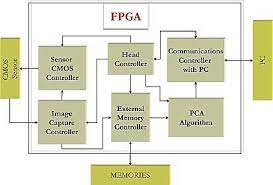 FPGA
CMOS
Sensor
Sensor
CMOS
Controller
Head
Controller
Communications
Controller
with PC
PC
Image
Capture
Controller
External
Memory
Controller
PCA
Algorithm
MEMORIES